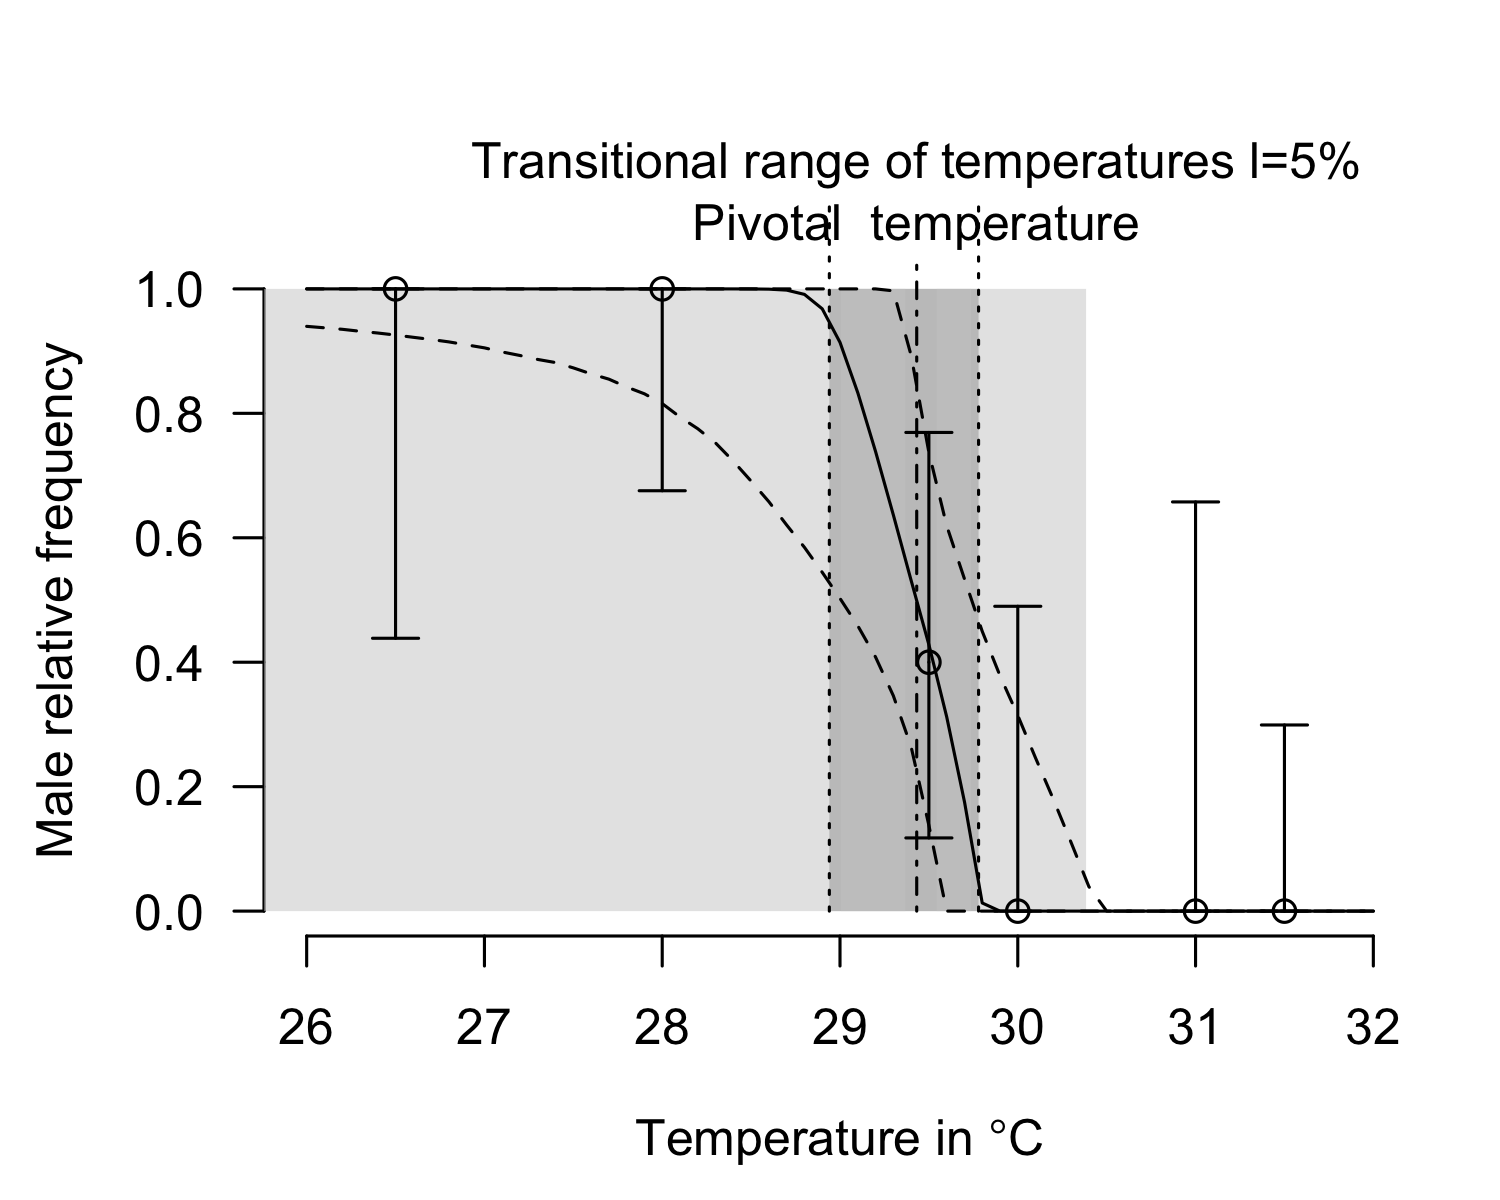 Transitional range of temperatures l=5%
Pivotal temperature
1.0
0.8
0.6
0.4
0.2
0.0
Male relative frequency
26 27 28 29 30 31 32
Temperature in °C